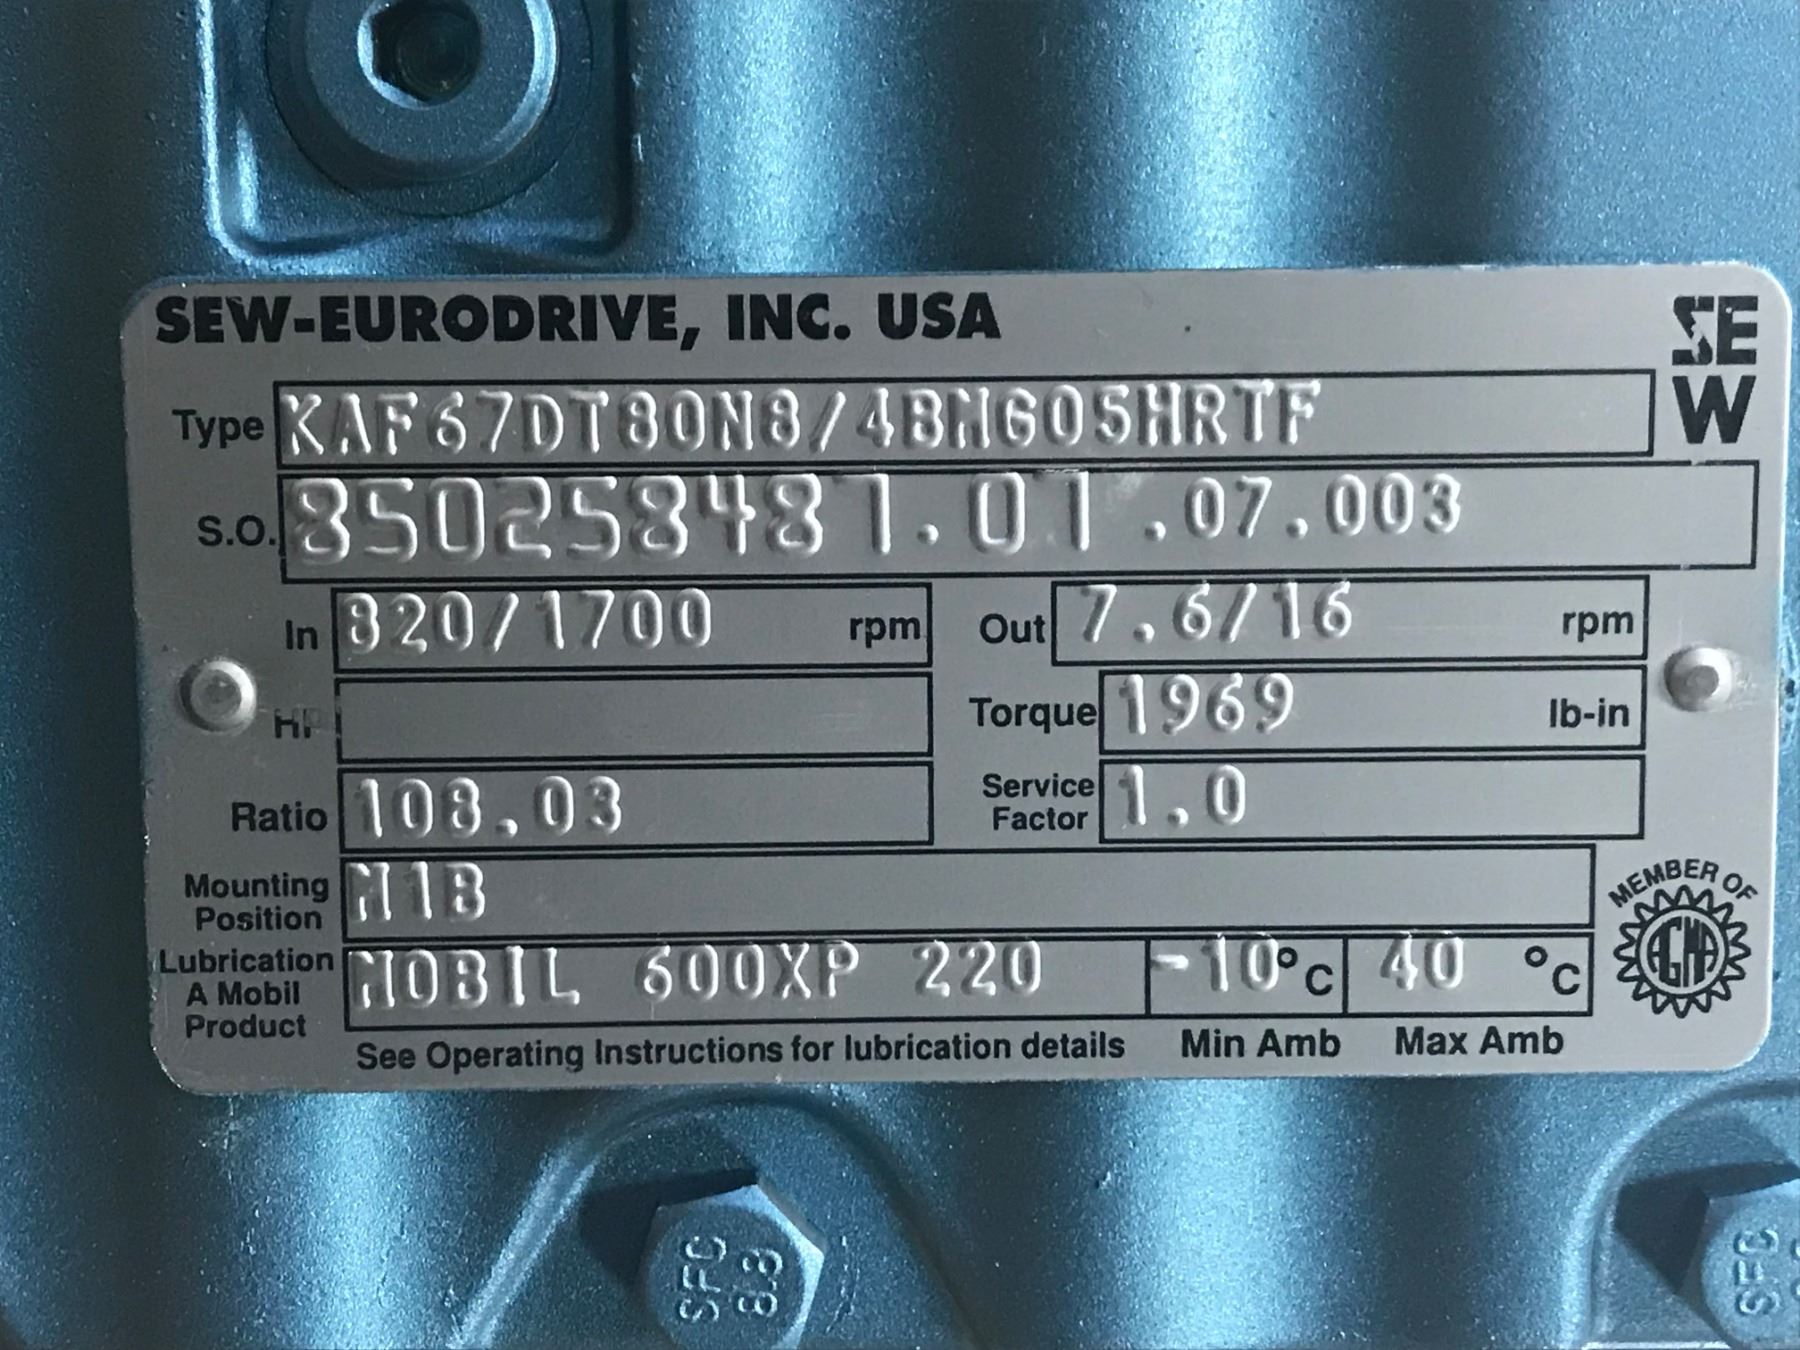 SEW-EURODRIVE, INC. USA
SE
W
Type KAF67DT80N8/4BMG05HRTF
S.O. 850258481.01.07.003
In 820/1700 rpm Out 7.6/16 rpm
HP Torque 1969 lb-in
Ratio 108.03 Service Factor 1.0
Mounting Position M1B
MEMBER OF
AGMA
Lubrication A Mobil Product MOBIL 600XP 220 -10°C 40 °C
See Operating Instructions for lubrication details Min Amb Max Amb
SFC
8.8
SFC